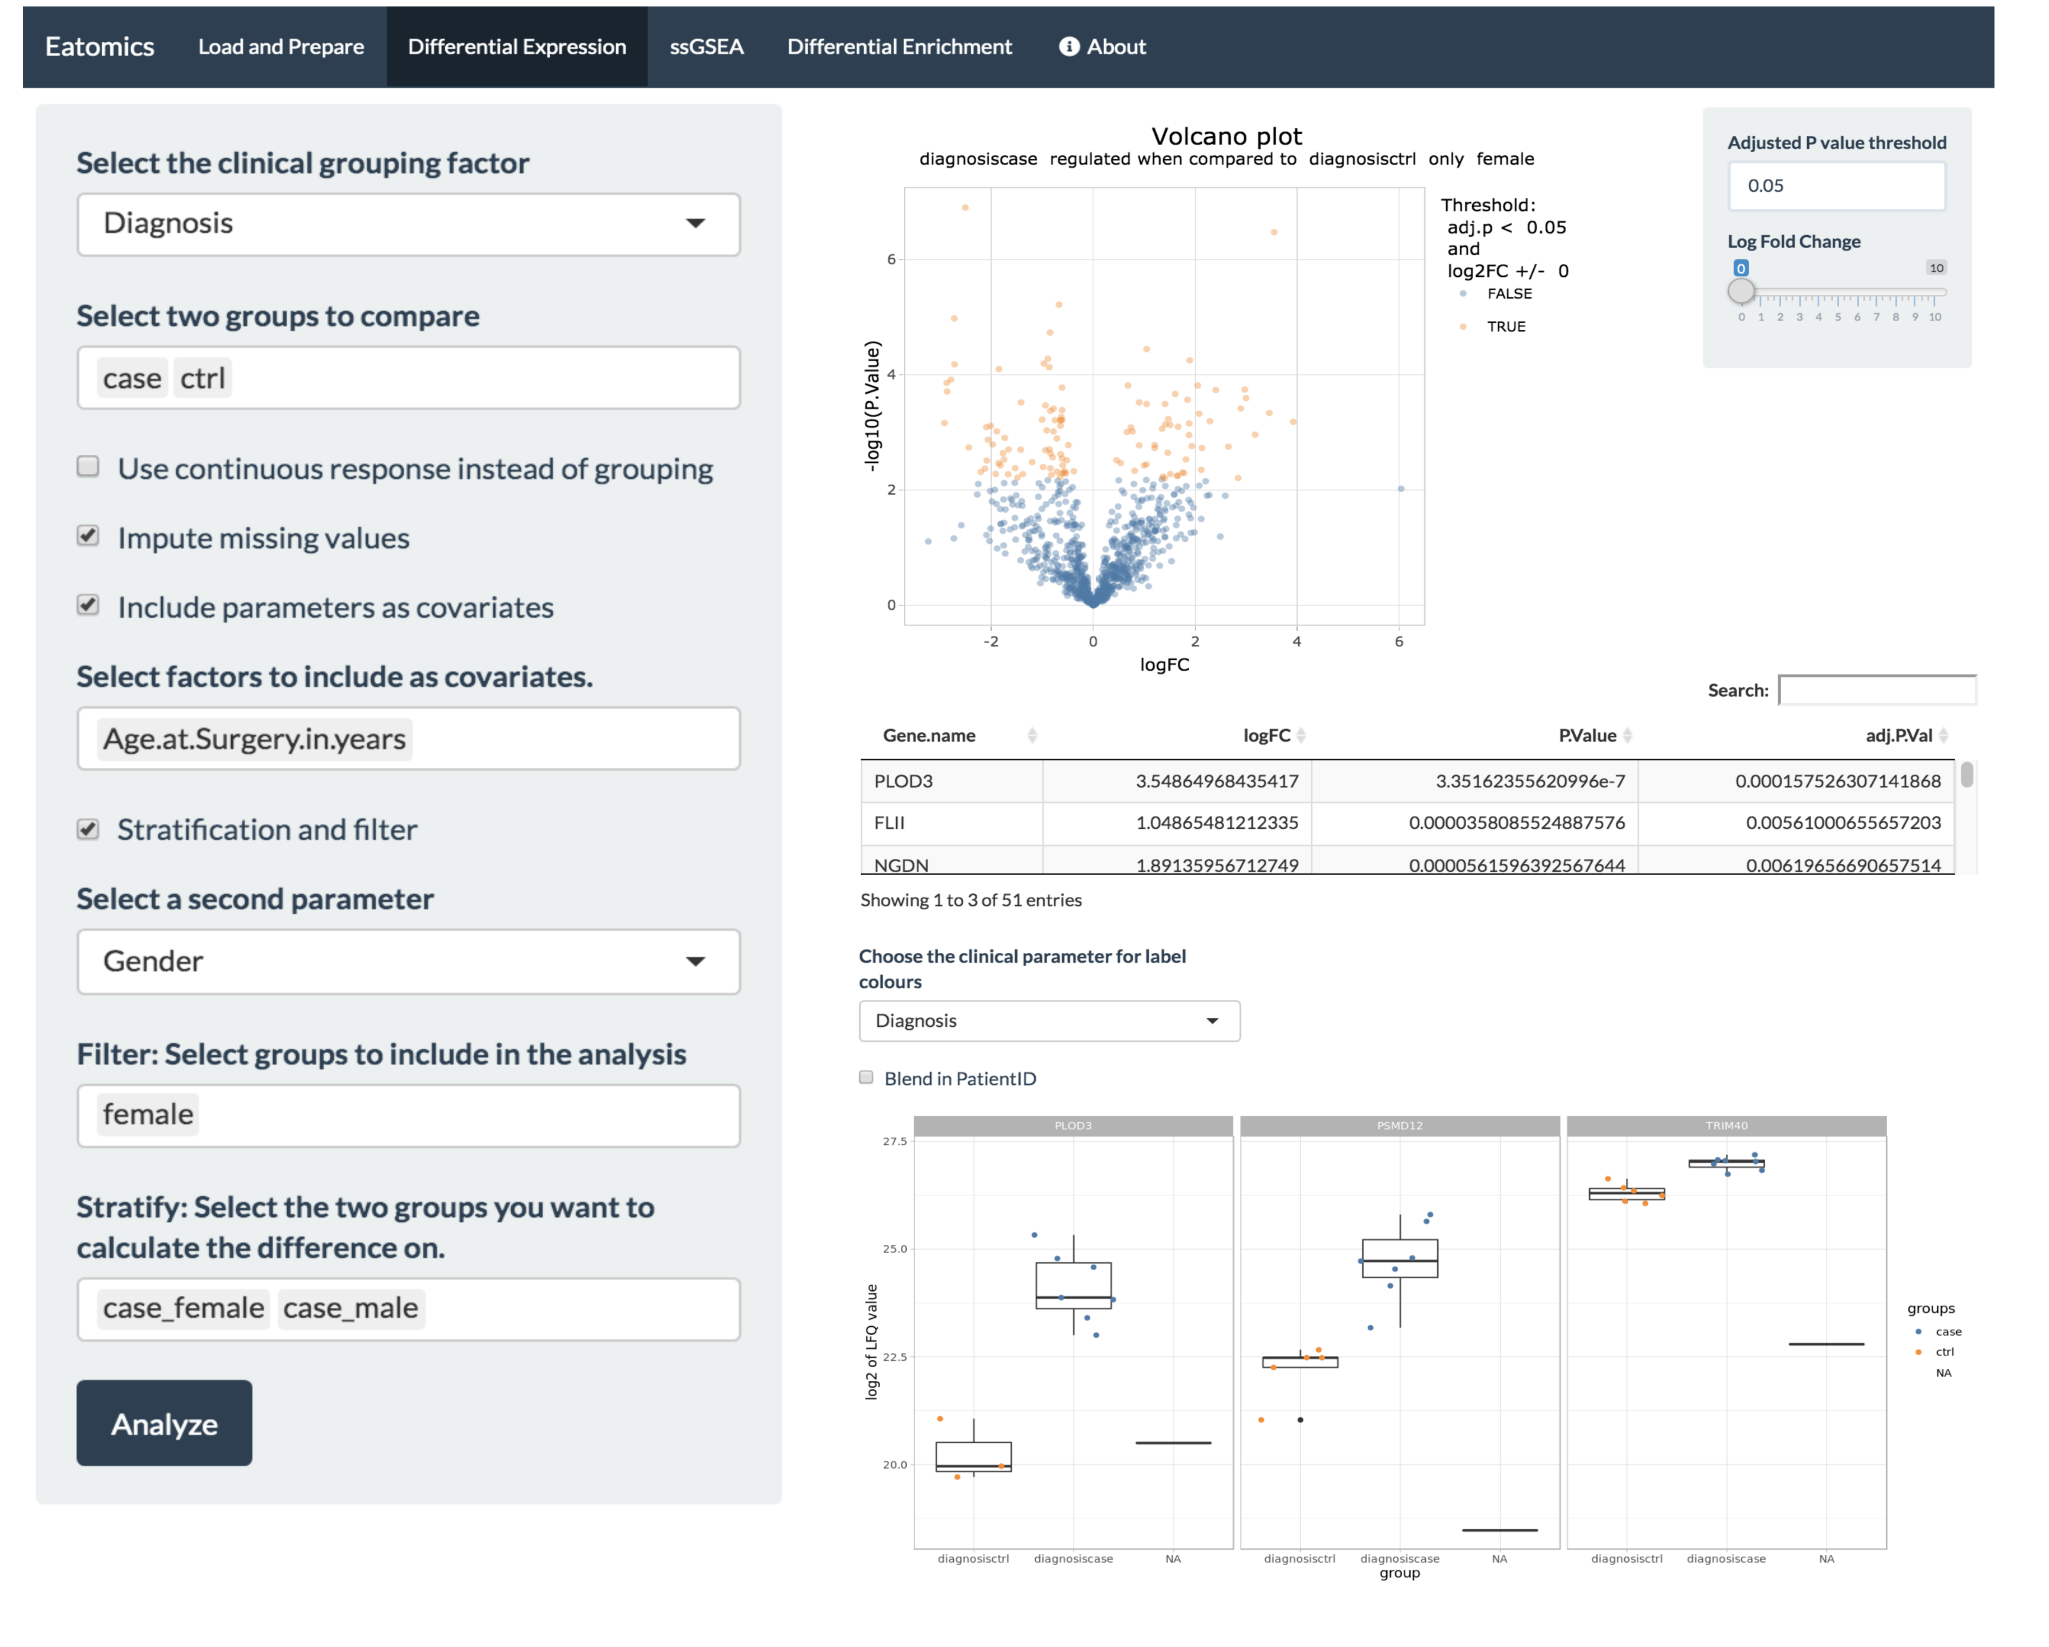 Eatomics Load and Prepare Differential Expression ssGSEA Differential Enrichment About
Select the clinical grouping factor
Diagnosis
Select two groups to compare
case ctrl
Use continuous response instead of grouping
Impute missing values
Include parameters as covariates
Select factors to include as covariates.
Age.at.Surgery.in.years
Stratification and filter
Select a second parameter
Gender
Filter: Select groups to include in the analysis
female
Stratify: Select the two groups you want to
calculate the difference on.
case_female case_male
Analyze
Volcano plot
diagnosiscase regulated when compared to diagnosisctrl only female
-log10(P.Value)
6
4
2
0
-2 0 2 4 6
logFC
Threshold:
adj.p < 0.05
and
log2FC +/- 0
FALSE
TRUE
Adjusted P value threshold
0.05
Log Fold Change
0 10
0 1 2 3 4 5 6 7 8 9 10
Search:
Gene.name logFC P.Value adj.P.Val
PLOD3 3.54864968435417 3.35162355620996e-7 0.000157526307141868
FLII 1.04865481212335 0.0000358085524887576 0.00561000655657203
NGDN 1.89135956712749 0.0000561596392567644 0.00619656690657514
Showing 1 to 3 of 51 entries
Choose the clinical parameter for label
colours
Diagnosis
Blend in PatientID
PLOD3 PSMD12 TRIM40
log2 of LFQ value
27.5
25.0
22.5
20.0
diagnosisctrl diagnosiscase NA diagnosisctrl diagnosiscase NA diagnosisctrl diagnosiscase NA
group
groups
case
ctrl
NA